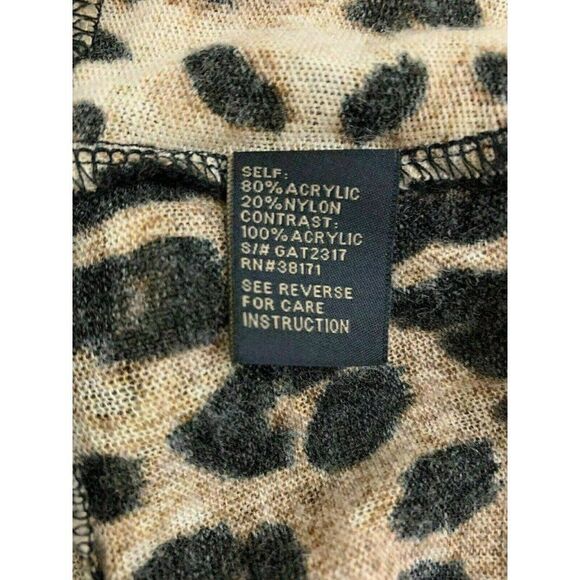 SELF:
80% ACRYLIC
20% NYLON
CONTRAST:
100% ACRYLIC
S/# GAT2317
RN#38171
SEE REVERSE
FOR CARE
INSTRUCTION